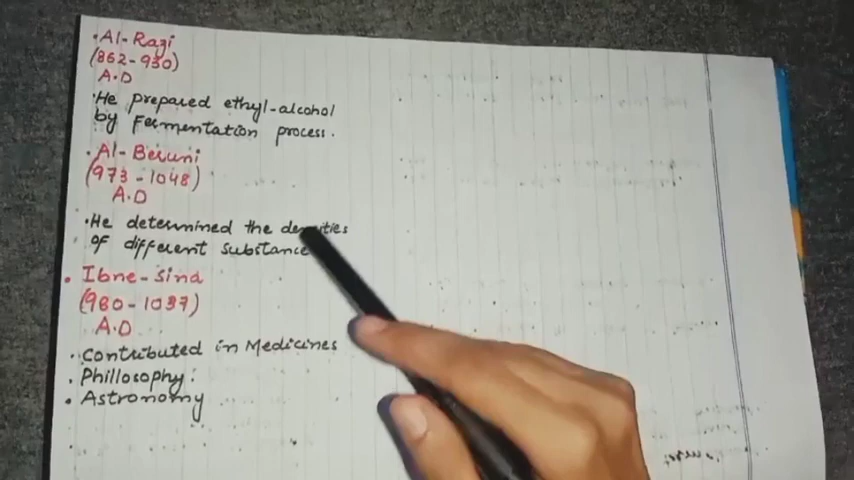 • Al-Razi
(862-930)
A.D
• He prepared ethyl-alcohol
by Fermentation process.
• Al-Beruni
(973-1048)
A.D
• He determined the densities
of different substance
• Ibne-Sina
(980-1037)
A.D
• Contributed in Medicines
• Phillosophy.
• Astronomy